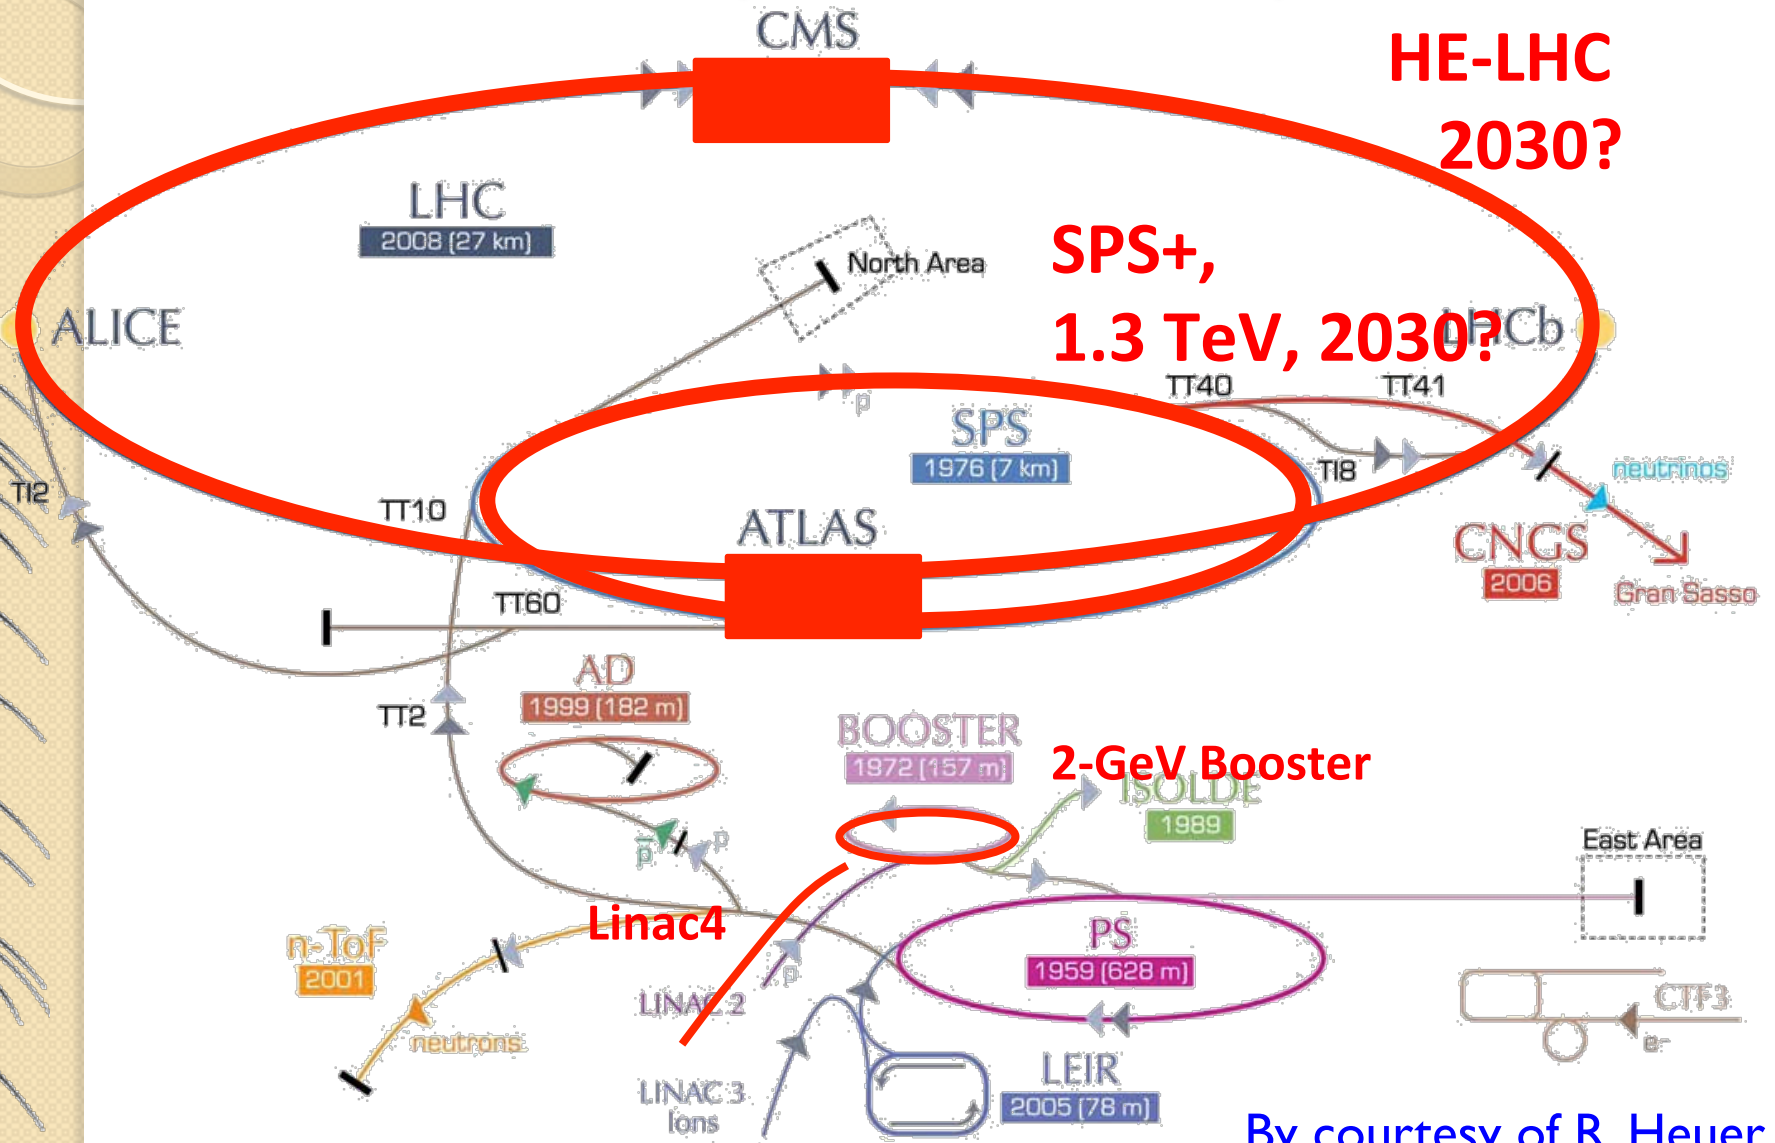 CMS
HE-LHC
2030?
LHC
2008 (27 km)
North Area
SPS+,
1.3 TeV, 2030?
ALICE
LHCb
p
TT40
TT41
SPS
1976 (7 km)
TI8
neutrinos
TI2
TT10
ATLAS
CNGS
2006
Gran Sasso
TT60
AD
1999 (182 m)
TT2
BOOSTER
1972 (157 m)
2-GeV Booster
ISOLDE
1989
p̅
p
East Area
Linac4
n-ToF
2001
PS
1959 (628 m)
p
LINAC 2
neutrons
CTF3
e-
LEIR
2005 (78 m)
LINAC 3
Ions
By courtesy of R. Heuer